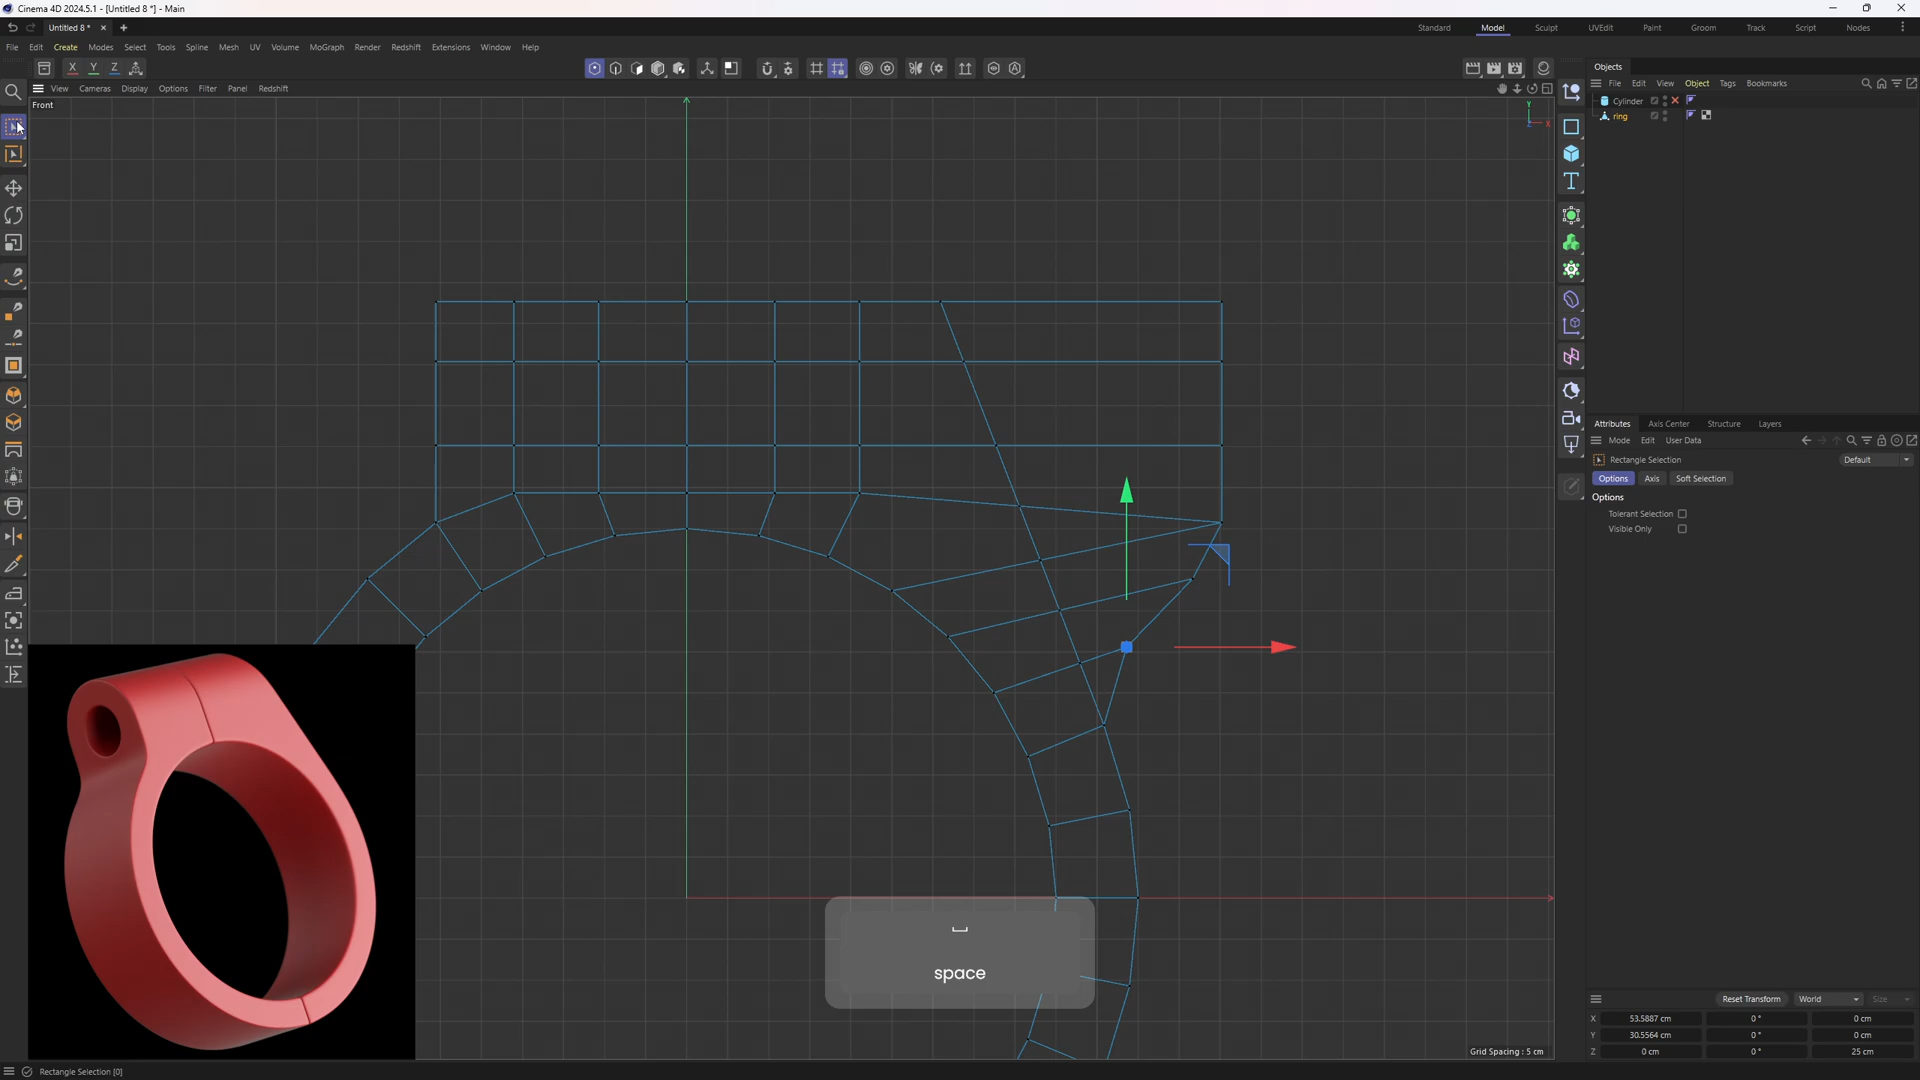 Cinema 4D 2024.5.1 - [Untitled 8 *] - Main
Untitled 8 *
Standard Model Sculpt UVEdit Paint Groom Track Script Nodes
File Edit Create Modes Select Tools Spline Mesh UV Volume MoGraph Render Redshift Extensions Window Help
X Y Z
Objects
View Cameras Display Options Filter Panel Redshift
File Edit View Object Tags Bookmarks
Front
Cylinder
ring
Y
X
Attributes Axis Center Structure Layers
Mode Edit User Data
Rectangle Selection Default
Options Axis Soft Selection
Options
Tolerant Selection
Visible Only
space
Reset Transform World Size
X 53.5887 cm 0 ° 0 cm
Y 30.5564 cm 0 ° 0 cm
Z 0 cm 0 ° 25 cm
Grid Spacing : 5 cm
Rectangle Selection [0]